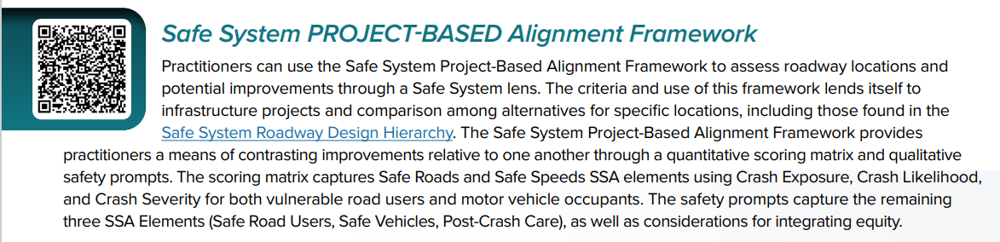 Safe System PROJECT-BASED Alignment Framework
Practitioners can use the Safe System Project-Based Alignment Framework to assess roadway locations and
potential improvements through a Safe System lens. The criteria and use of this framework lends itself to
infrastructure projects and comparison among alternatives for specific locations, including those found in the
Safe System Roadway Design Hierarchy. The Safe System Project-Based Alignment Framework provides
practitioners a means of contrasting improvements relative to one another through a quantitative scoring matrix and qualitative
safety prompts. The scoring matrix captures Safe Roads and Safe Speeds SSA elements using Crash Exposure, Crash Likelihood,
and Crash Severity for both vulnerable road users and motor vehicle occupants. The safety prompts capture the remaining
three SSA Elements (Safe Road Users, Safe Vehicles, Post-Crash Care), as well as considerations for integrating equity.